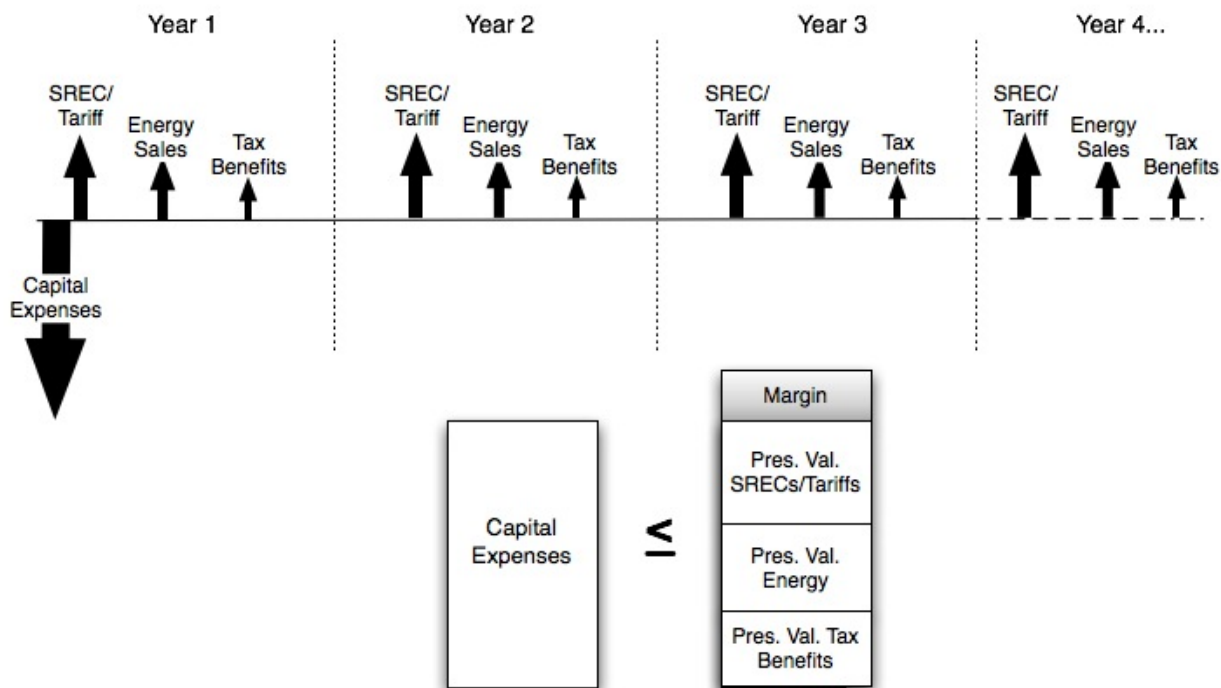 Year 1
Year 2
Year 3
Year 4...
SREC/
Tariff
Energy
Sales
Tax
Benefits
SREC/
Tariff
Energy
Sales
Tax
Benefits
SREC/
Tariff
Energy
Sales
Tax
Benefits
SREC/
Tariff
Energy
Sales
Tax
Benefits
Capital
Expenses
Capital
Expenses
≤
Margin
Pres. Val.
SRECs/Tariffs
Pres. Val.
Energy
Pres. Val. Tax
Benefits